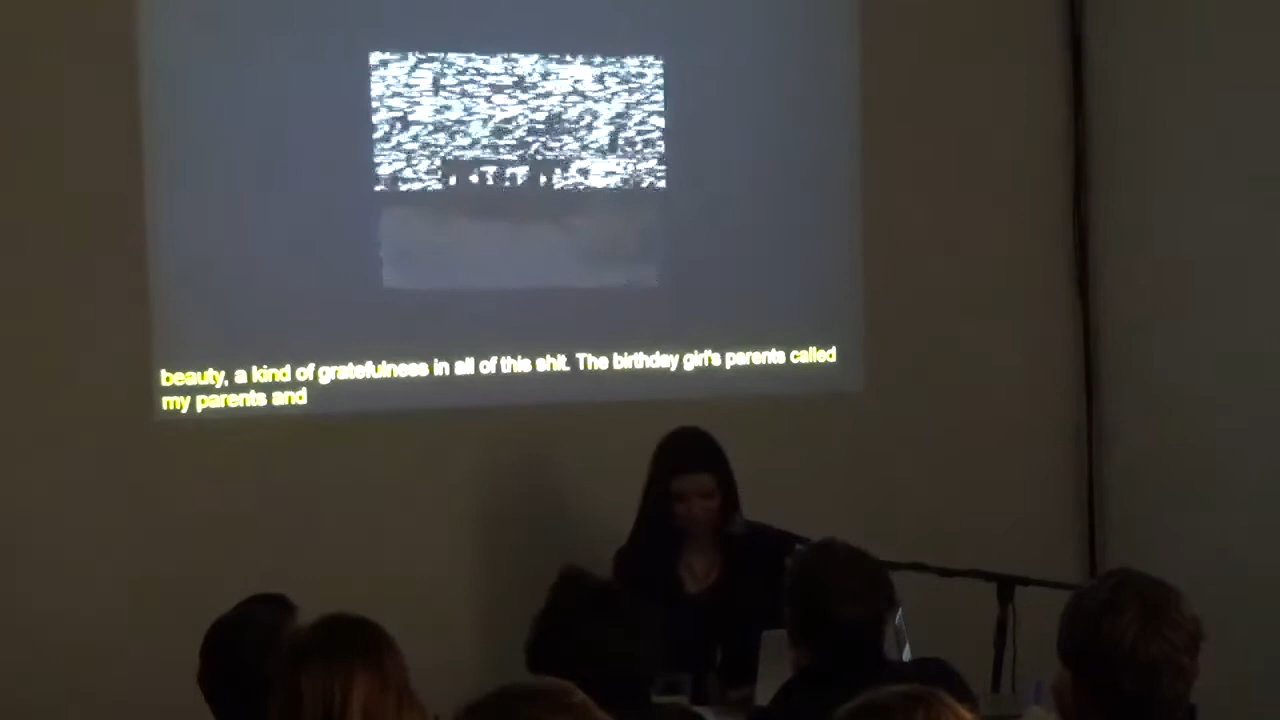 beauty, a kind of gratefulness in all of this shit. The birthday girl's parents called
my parents and